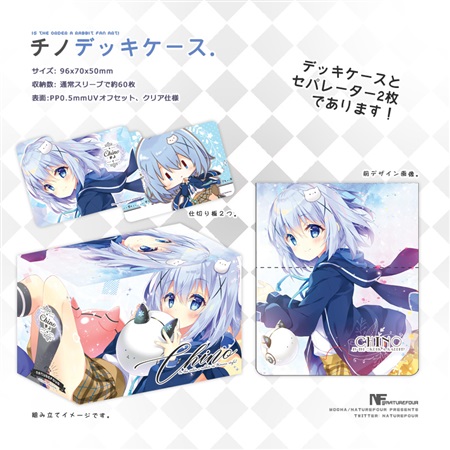 IS THE ORDER A RABBIT FAN ART!
チノデッキケース.
サイズ: 96x70x50mm
収納数: 通常スリーブで約60枚
表面:PP0.5mmUVオフセット、クリア仕様
デッキケースと
セパレーター2枚
であります!
Chino
仕切り板2つ。
前デザイン画像。
Chino
CHINO
組み立てイメージです。
NF@NATUREFOUR
NATUREFOUR PRESENTS
TWITTER NATUREFOUR